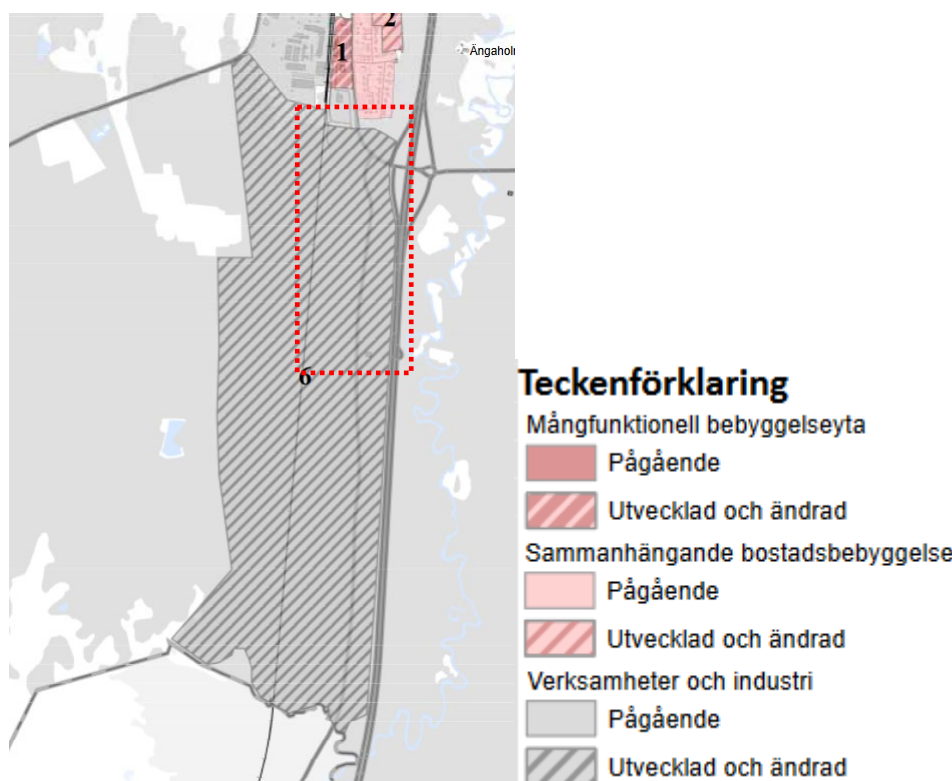 2
1
Ängahol
6
Teckenförklaring
Mångfunktionell bebyggelseyta
Pågående
Utvecklad och ändrad
Sammanhängande bostadsbebyggelse
Pågående
Utvecklad och ändrad
Verksamheter och industri
Pågående
Utvecklad och ändrad